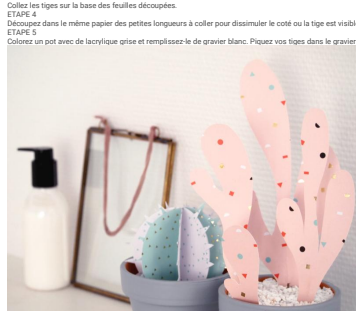 Collez les tiges sur la base des feuilles découpées.
ETAPE 4
Découpez dans le même papier des petites longueurs à coller pour dissimuler le coté ou la tige est visibl
ETAPE 5
Colorez un pot avec de lacrylique grise et remplissez-le de gravier blanc. Piquez vos tiges dans le gravier